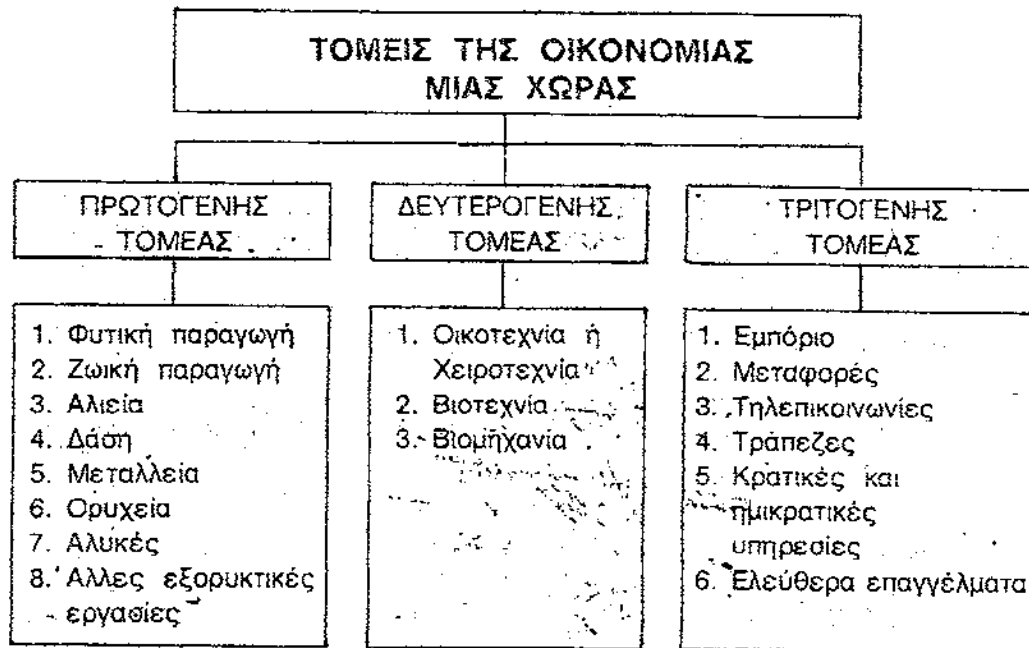 ΤΟΜΕΙΣ ΤΗΣ ΟΙΚΟΝΟΜΙΑΣ
ΜΙΑΣ ΧΩΡΑΣ
ΠΡΩΤΟΓΕΝΗΣ
ΤΟΜΕΑΣ
1. Φυτική παραγωγή
2. Ζωική παραγωγή
3. Αλιεία
4. Δάση
5. Μεταλλεία
6. Ορυχεία
7. Αλυκές
8. Άλλες εξορυκτικές
εργασίες
ΔΕΥΤΕΡΟΓΕΝΗΣ
ΤΟΜΕΑΣ
1. Οικοτεχνία ή
Χειροτεχνία
2. Βιοτεχνία
3. Βιομηχανία
ΤΡΙΤΟΓΕΝΗΣ
ΤΟΜΕΑΣ
1. Εμπόριο
2. Μεταφορές
3. Τηλεπικοινωνίες
4. Τράπεζες
5. Κρατικές και
ημικρατικές
υπηρεσίες
6. Ελεύθερα επαγγέλματα